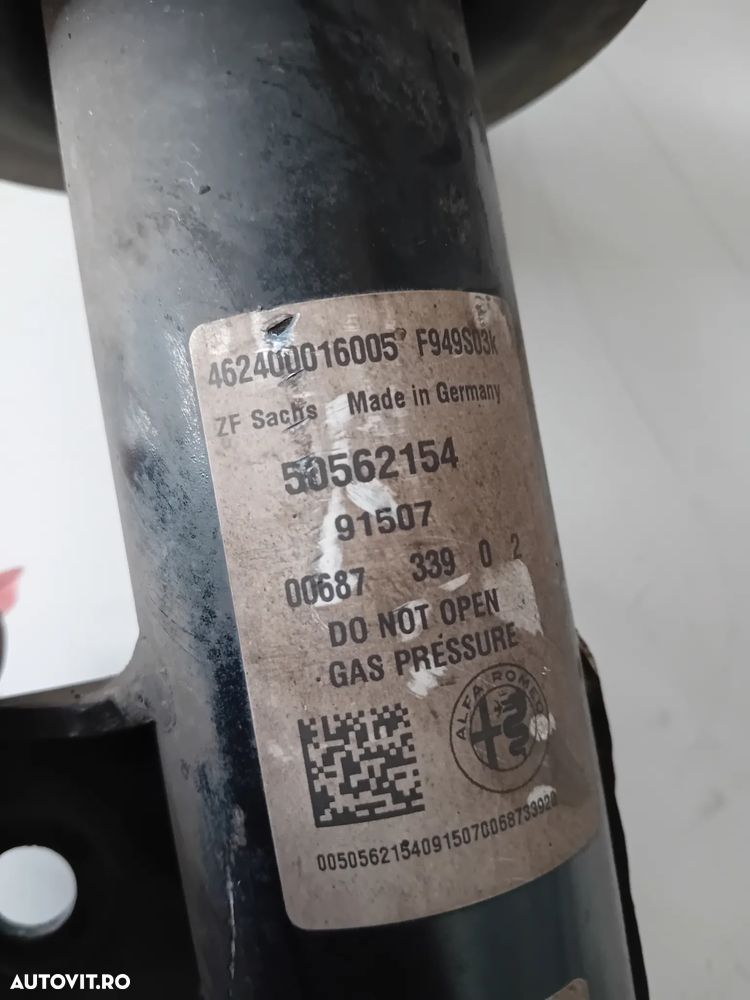 462400016005 F949S03k
ZF Sachs Made in Germany
50562154
91507
00687 339 0 2
DO NOT OPEN
GAS PRESSURE
ALFA ROMEO
00505621540915070068733920
AUTOVIT.RO